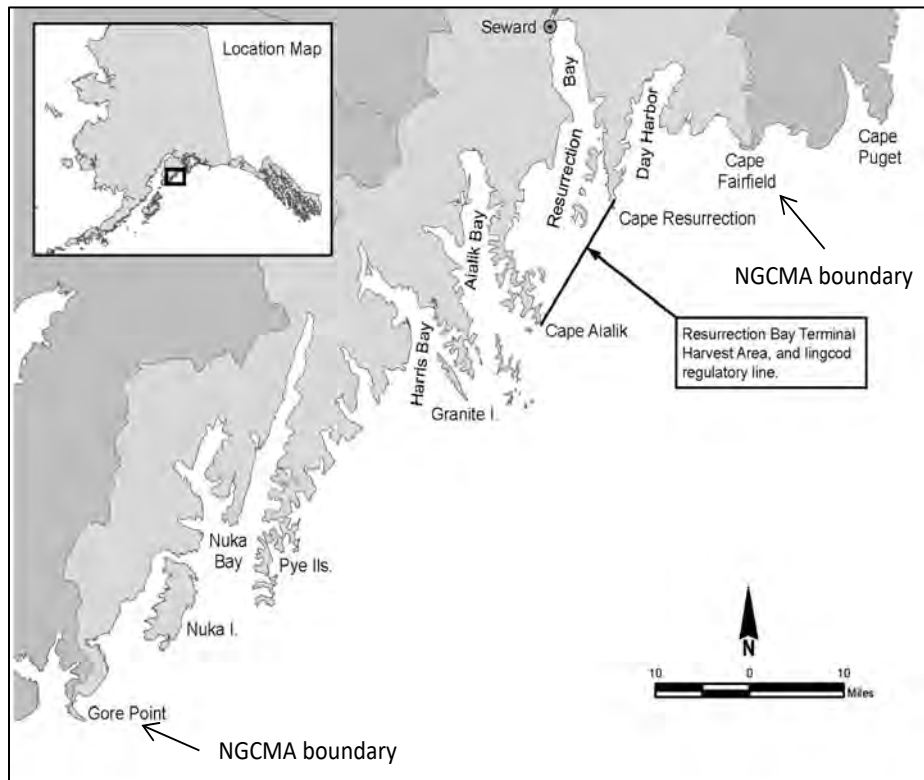 Location Map
Seward
Resurrection Bay
Day Harbor
Cape
Fairfield
Cape
Puget
Cape Resurrection
NGCMA boundary
Aialik Bay
Cape Aialik
Resurrection Bay Terminal
Harvest Area, and lingcod
regulatory line.
Harris Bay
Granite I.
Nuka
Bay
Pye Ils.
Nuka I.
N
10 0 10
Miles
Gore Point
NGCMA boundary